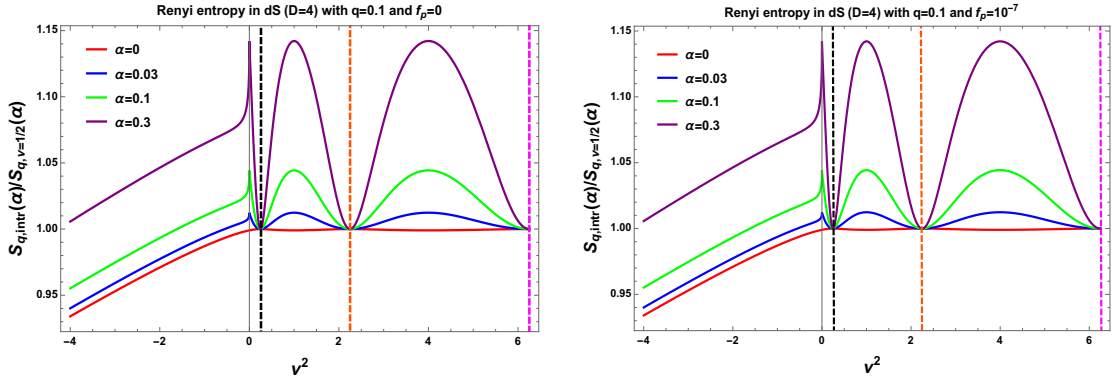 Renyi entropy in dS (D=4) with q=0.1 and f_p=0
S_{q,intr}(α)/S_{q,ν=1/2}(α)
1.15
1.10
1.05
1.00
0.95
α=0
α=0.03
α=0.1
α=0.3
-4 -2 0 2 4 6
ν²
Renyi entropy in dS (D=4) with q=0.1 and f_p=10⁻⁷
S_{q,intr}(α)/S_{q,ν=1/2}(α)
1.15
1.10
1.05
1.00
0.95
α=0
α=0.03
α=0.1
α=0.3
-4 -2 0 2 4 6
ν²